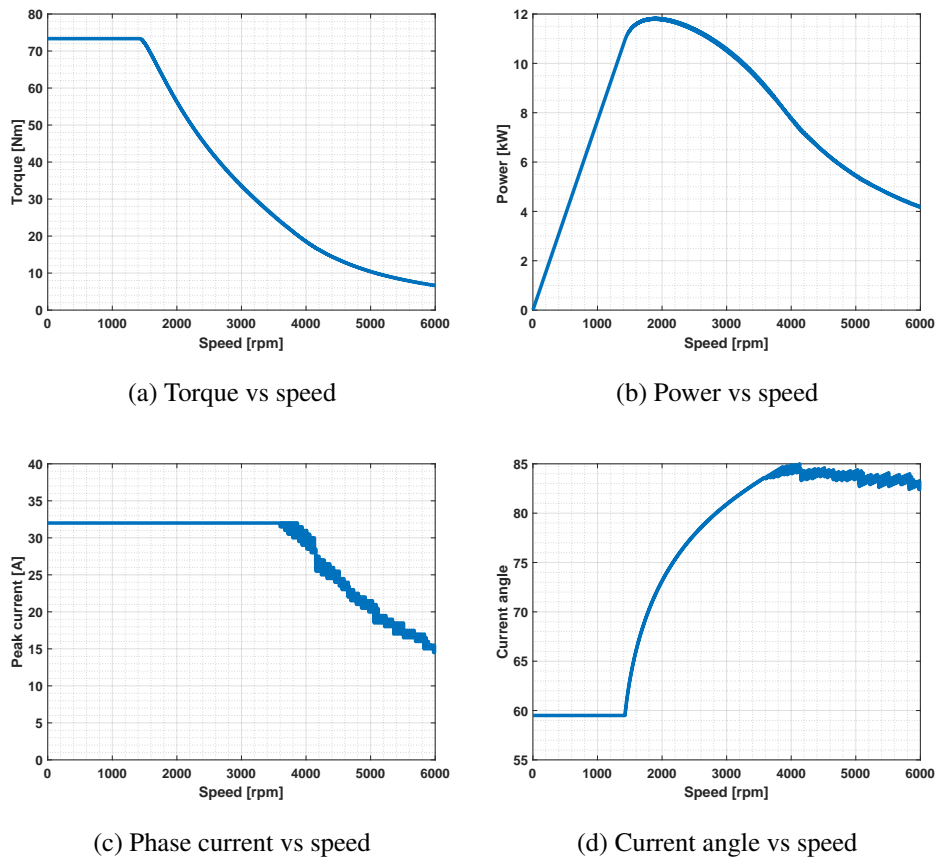 80
70
60
50
40
30
20
10
0
Torque [Nm]
0 1000 2000 3000 4000 5000 6000
Speed [rpm]
(a) Torque vs speed
12
10
8
6
4
2
0
Power [kW]
0 1000 2000 3000 4000 5000 6000
Speed [rpm]
(b) Power vs speed
40
35
30
25
20
15
10
5
0
Peak current [A]
0 1000 2000 3000 4000 5000 6000
Speed [rpm]
(c) Phase current vs speed
85
80
75
70
65
60
55
Current angle
0 1000 2000 3000 4000 5000 6000
Speed [rpm]
(d) Current angle vs speed